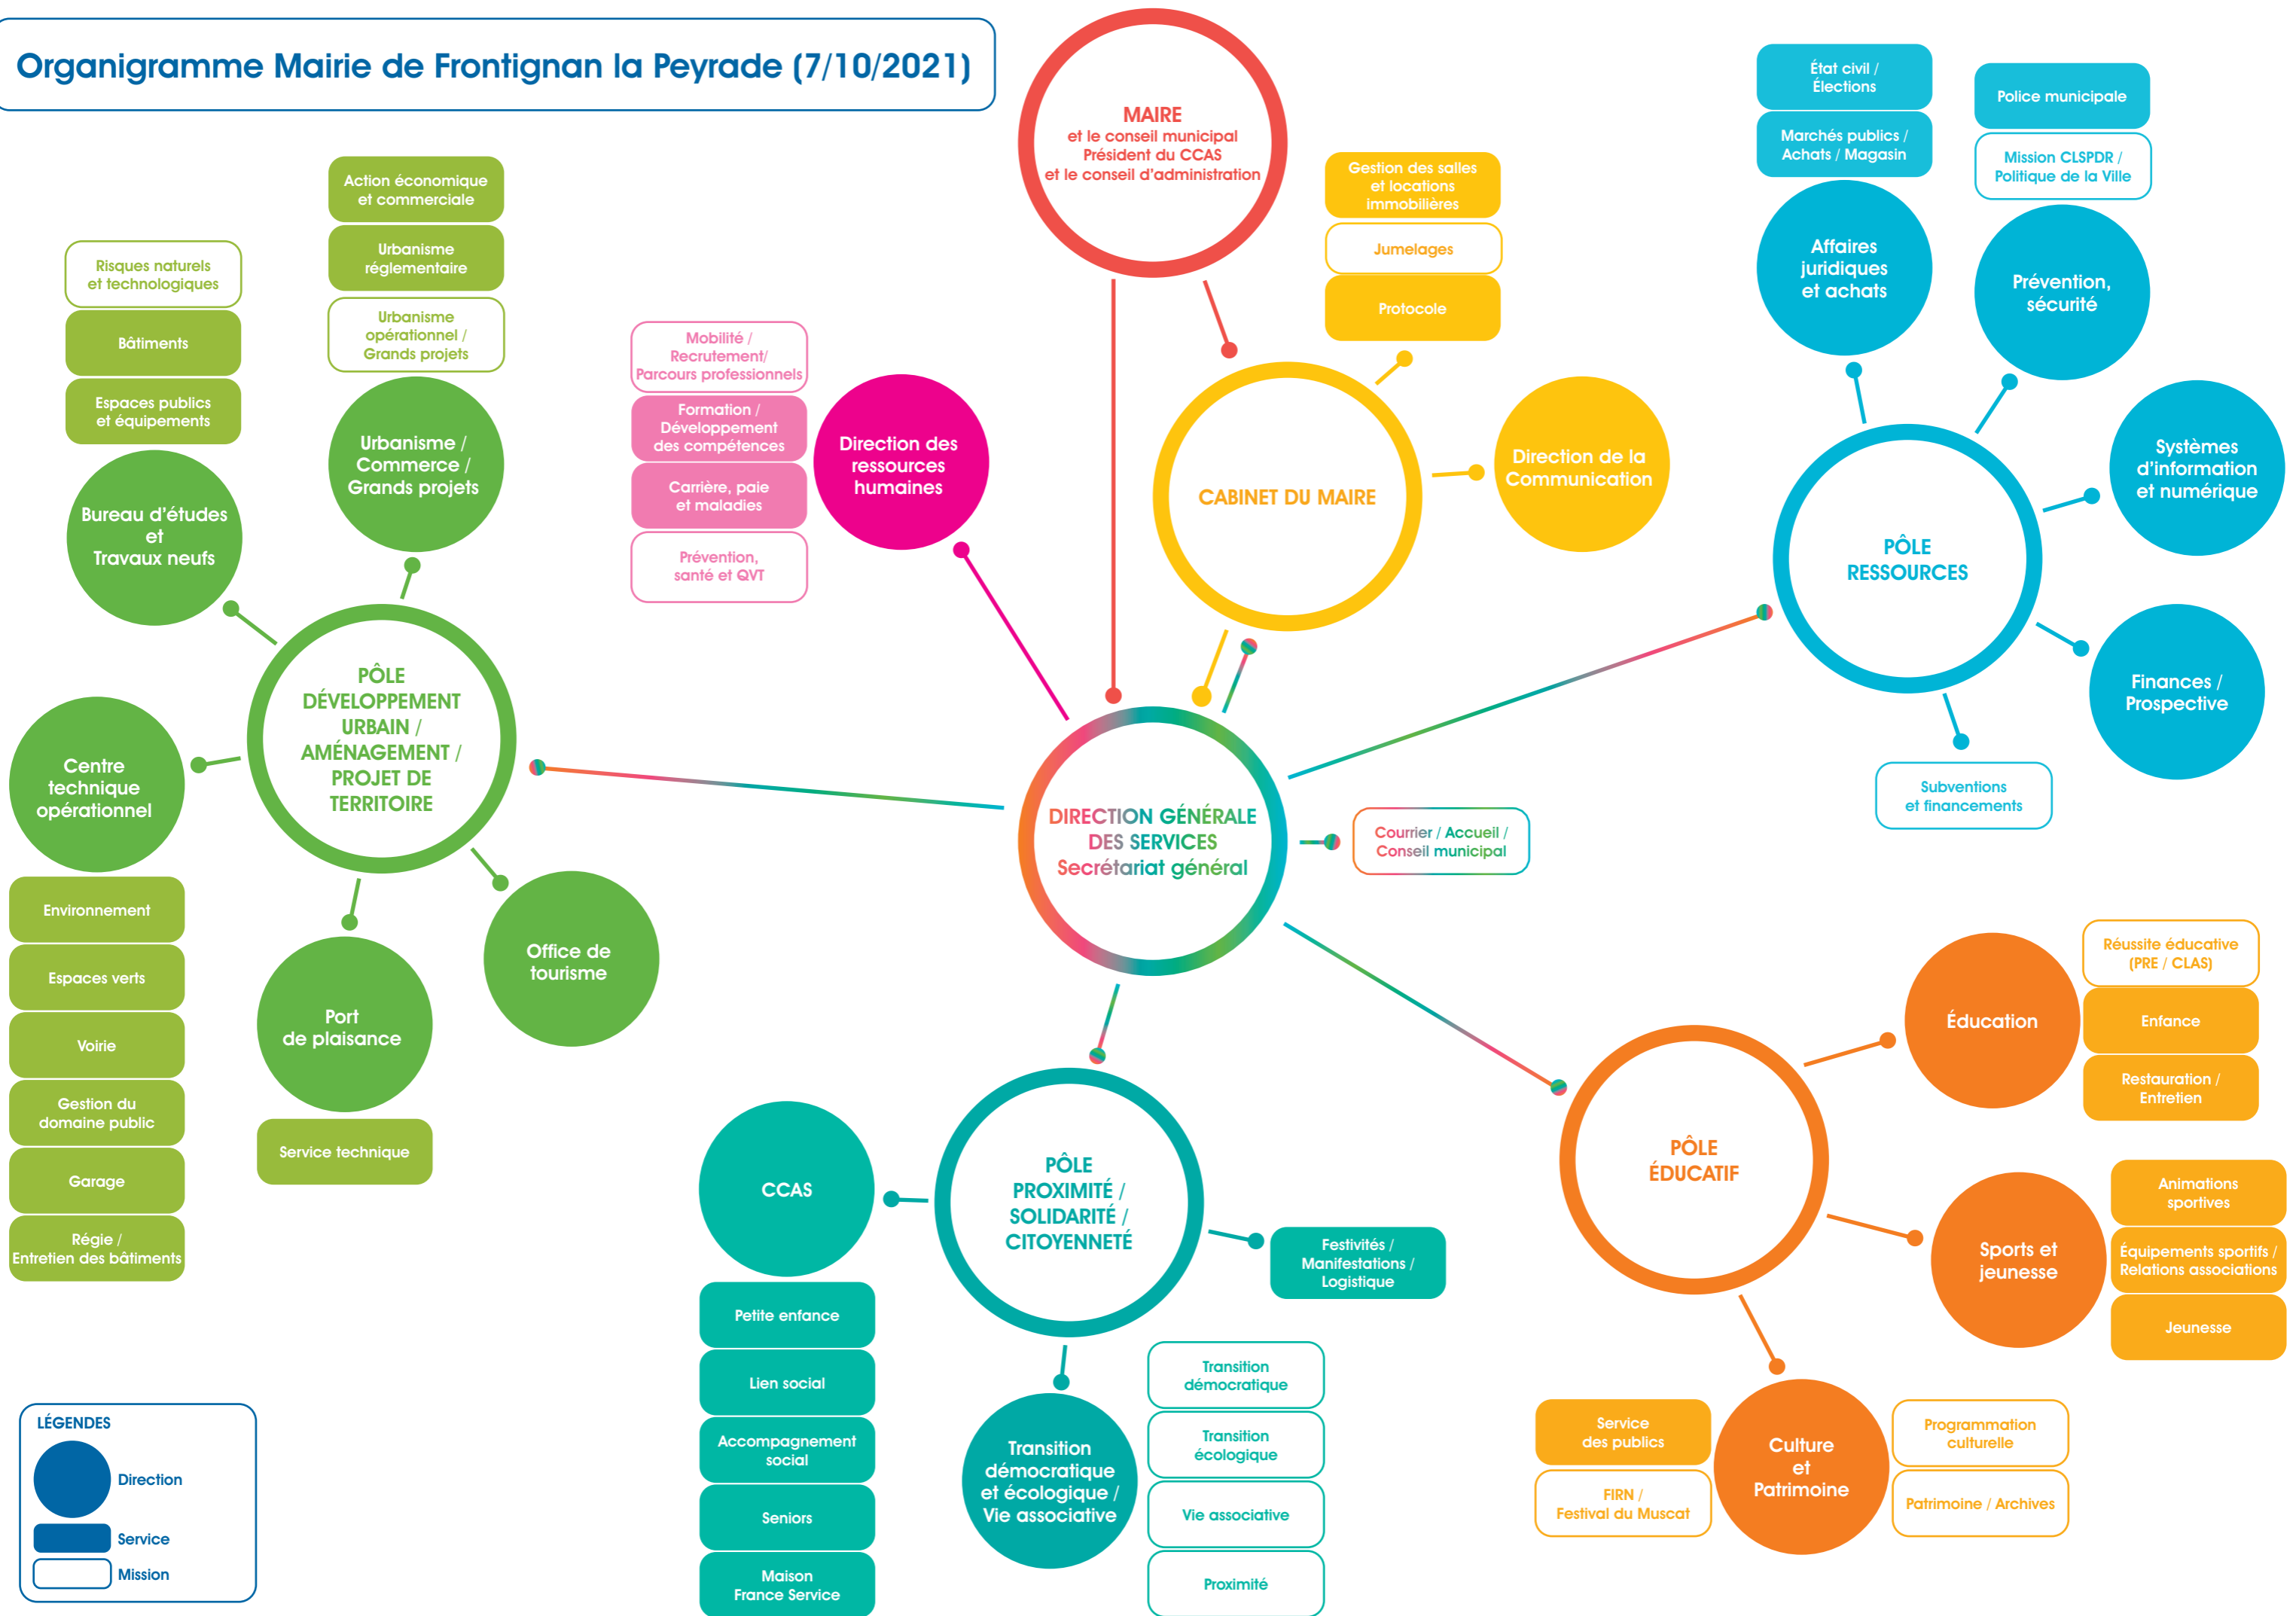 Organigramme Mairie de Frontignan la Peyrade (7/10/2021)
MAIRE
et le conseil municipal
Président du CCAS
et le conseil d'administration
Gestion des salles
et locations
immobilières
Jumelages
Protocole
CABINET DU MAIRE
Direction de la
Communication
État civil /
Élections
Marchés publics /
Achats / Magasin
Affaires
juridiques
et achats
Police municipale
Mission CLSPDR /
Politique de la Ville
Prévention,
sécurité
Systèmes
d'information
et numérique
PÔLE
RESSOURCES
Finances /
Prospective
Subventions
et financements
Action économique
et commerciale
Urbanisme
réglementaire
Urbanisme
opérationnel /
Grands projets
Urbanisme /
Commerce /
Grands projets
Risques naturels
et technologiques
Bâtiments
Espaces publics
et équipements
Bureau d'études
et
Travaux neufs
Mobilité /
Recrutement/
Parcours professionnels
Formation /
Développement
des compétences
Carrière, paie
et maladies
Prévention,
santé et QVT
Direction des
ressources
humaines
PÔLE
DÉVELOPPEMENT
URBAIN /
AMÉNAGEMENT /
PROJET DE
TERRITOIRE
Centre
technique
opérationnel
Environnement
Espaces verts
Voirie
Gestion du
domaine public
Garage
Régie /
Entretien des bâtiments
Port
de plaisance
Service technique
Office de
tourisme
DIRECTION GÉNÉRALE
DES SERVICES
Secrétariat général
Courrier / Accueil /
Conseil municipal
CCAS
Petite enfance
Lien social
Accompagnement
social
Seniors
Maison
France Service
PÔLE
PROXIMITÉ /
SOLIDARITÉ /
CITOYENNETÉ
Festivités /
Manifestations /
Logistique
Transition
démocratique
et écologique /
Vie associative
Transition
démocratique
Transition
écologique
Vie associative
Proximité
PÔLE
ÉDUCATIF
Éducation
Réussite éducative
(PRE / CLAS)
Enfance
Restauration /
Entretien
Sports et
jeunesse
Animations
sportives
Équipements sportifs /
Relations associations
Jeunesse
Service
des publics
FIRN /
Festival du Muscat
Culture
et
Patrimoine
Programmation
culturelle
Patrimoine / Archives
LÉGENDES
Direction
Service
Mission